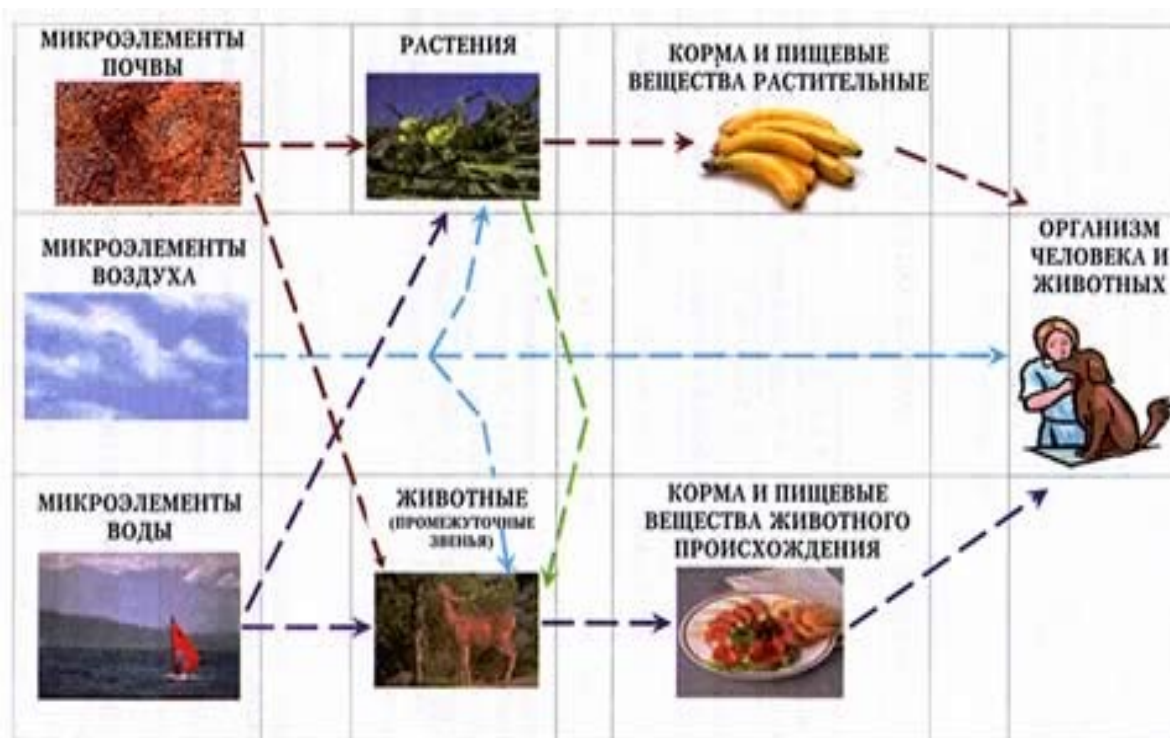 МИКРОЭЛЕМЕНТЫ
ПОЧВЫ
РАСТЕНИЯ
КОРМА И ПИЩЕВЫЕ
ВЕЩЕСТВА РАСТИТЕЛЬНЫЕ
МИКРОЭЛЕМЕНТЫ
ВОЗДУХА
ОРГАНИЗМ
ЧЕЛОВЕКА И
ЖИВОТНЫХ
МИКРОЭЛЕМЕНТЫ
ВОДЫ
ЖИВОТНЫЕ
(ПРОМЕЖУТОЧНЫЕ
ЗВЕНЬЯ)
КОРМА И ПИЩЕВЫЕ
ВЕЩЕСТВА ЖИВОТНОГО
ПРОИСХОЖДЕНИЯ